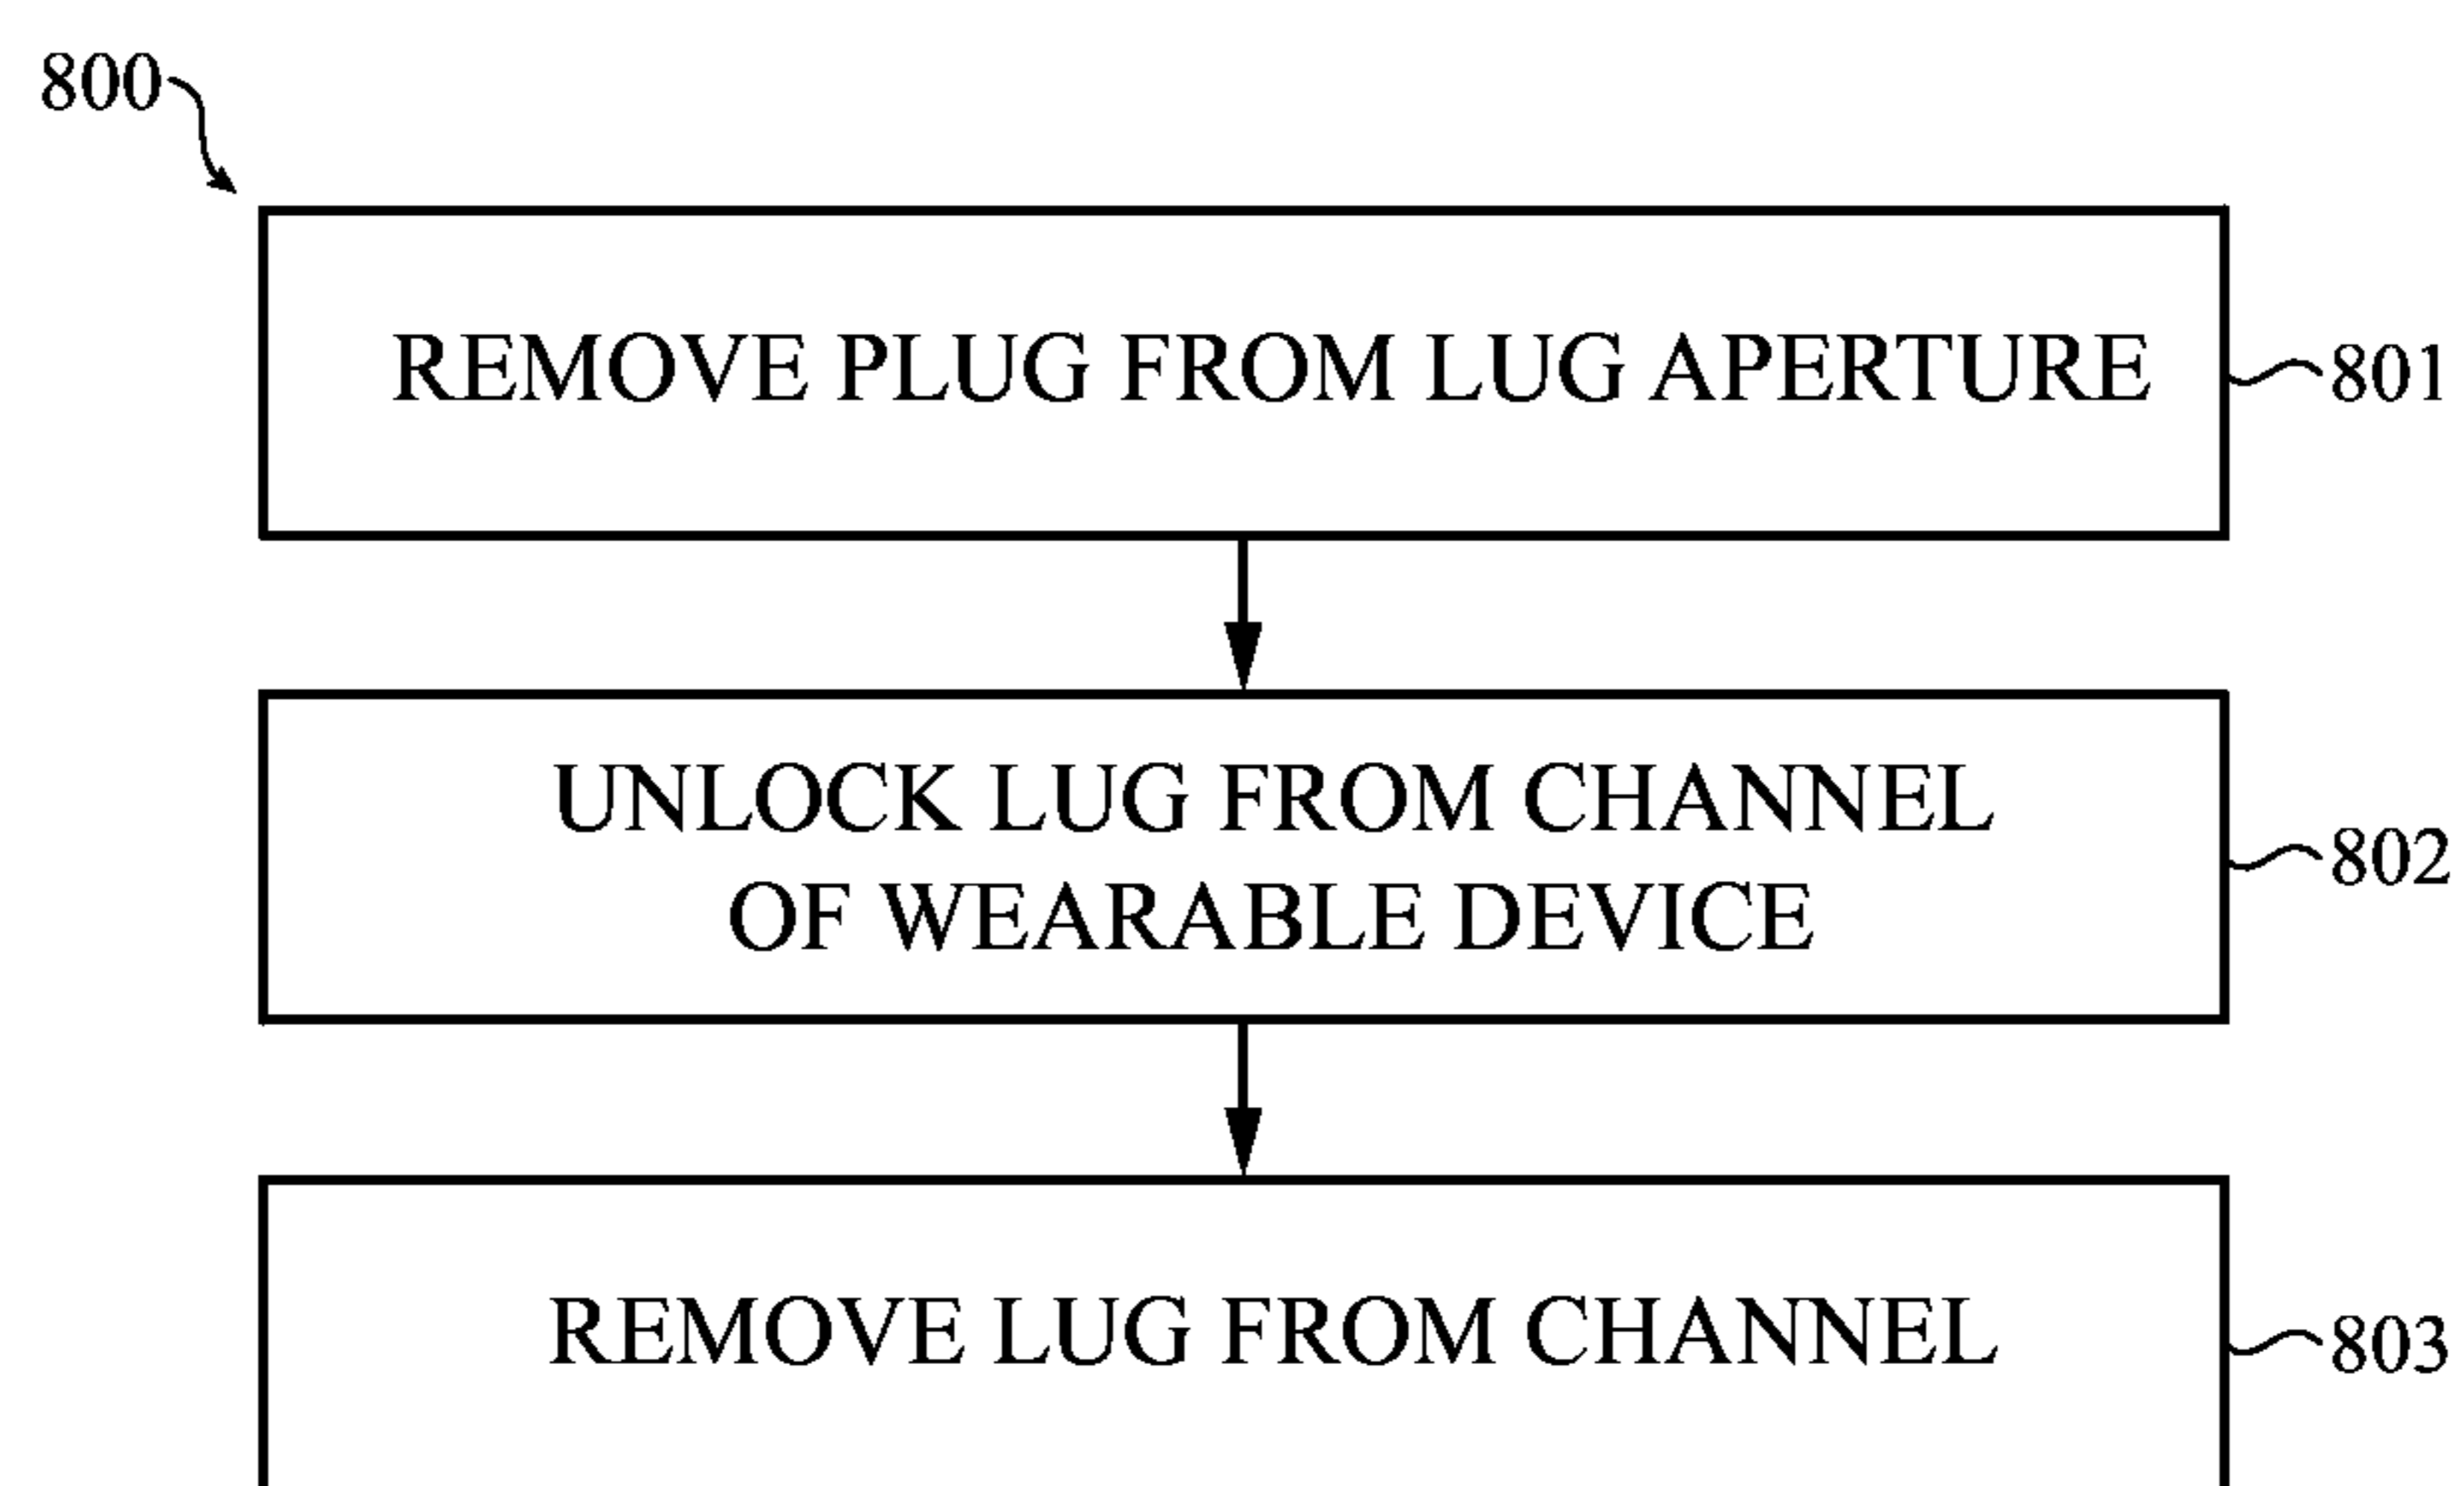 800
REMOVE PLUG FROM LUG APERTURE
801
UNLOCK LUG FROM CHANNEL
OF WEARABLE DEVICE
802
REMOVE LUG FROM CHANNEL
803